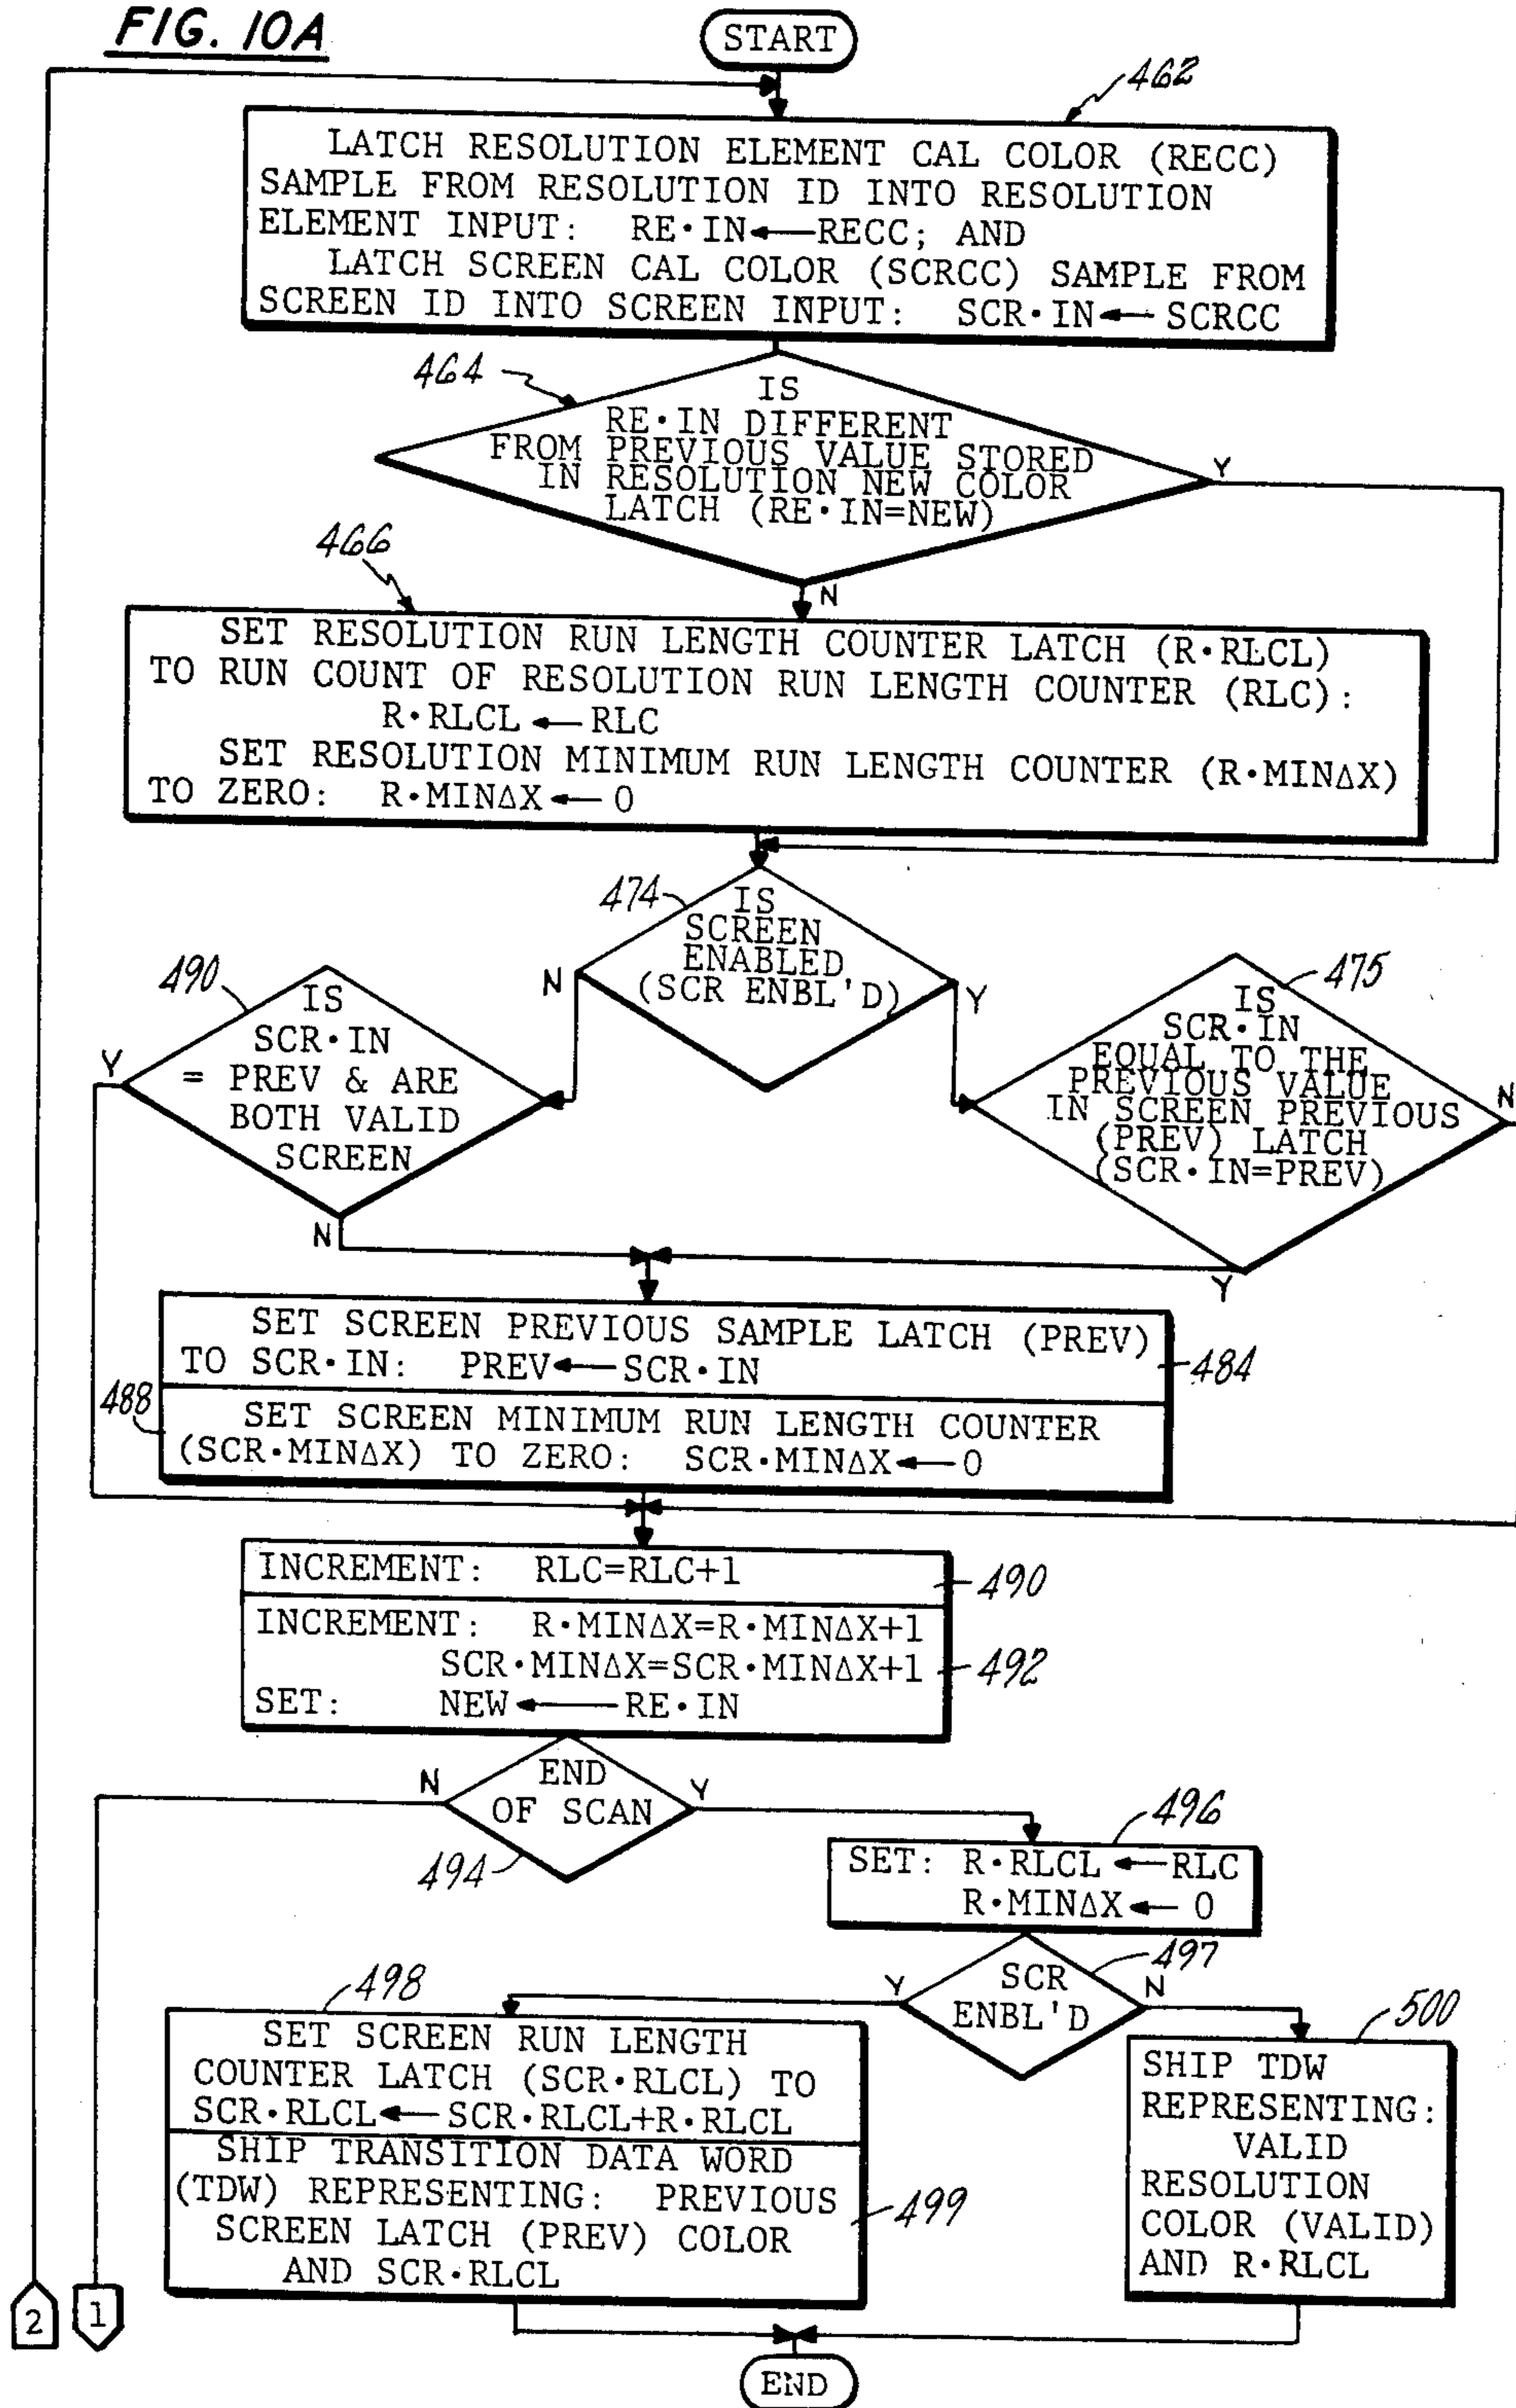 FIG. 10A
START
462
LATCH RESOLUTION ELEMENT CAL COLOR (RECC)
SAMPLE FROM RESOLUTION ID INTO RESOLUTION
ELEMENT INPUT: RE·IN←RECC; AND
LATCH SCREEN CAL COLOR (SCRCC) SAMPLE FROM
SCREEN ID INTO SCREEN INPUT: SCR·IN←SCRCC
464
IS
RE·IN DIFFERENT
FROM PREVIOUS VALUE STORED
IN RESOLUTION NEW COLOR
LATCH (RE·IN=NEW)
Y
N
466
SET RESOLUTION RUN LENGTH COUNTER LATCH (R·RLCL)
TO RUN COUNT OF RESOLUTION RUN LENGTH COUNTER (RLC):
R·RLCL←RLC
SET RESOLUTION MINIMUM RUN LENGTH COUNTER (R·MIN∆X)
TO ZERO: R·MIN∆X←0
474
IS
SCREEN
ENABLED
(SCR ENBL'D)
N
Y
490
IS
SCR·IN
= PREV & ARE
BOTH VALID
SCREEN
Y
N
475
IS
SCR·IN
EQUAL TO THE
PREVIOUS VALUE
IN SCREEN PREVIOUS
(PREV) LATCH
(SCR·IN=PREV)
N
Y
SET SCREEN PREVIOUS SAMPLE LATCH (PREV)
TO SCR·IN: PREV←SCR·IN
484
488
SET SCREEN MINIMUM RUN LENGTH COUNTER
(SCR·MIN∆X) TO ZERO: SCR·MIN∆X←0
INCREMENT: RLC=RLC+1
490
INCREMENT: R·MIN∆X=R·MIN∆X+1
SCR·MIN∆X=SCR·MIN∆X+1
492
SET: NEW←RE·IN
END
OF SCAN
N
Y
494
496
SET: R·RLCL←RLC
R·MIN∆X←0
497
SCR
ENBL'D
Y
N
498
SET SCREEN RUN LENGTH
COUNTER LATCH (SCR·RLCL) TO
SCR·RLCL←SCR·RLCL+R·RLCL
SHIP TRANSITION DATA WORD
(TDW) REPRESENTING: PREVIOUS
SCREEN LATCH (PREV) COLOR
AND SCR·RLCL
499
500
SHIP TDW
REPRESENTING:
VALID
RESOLUTION
COLOR (VALID)
AND R·RLCL
2
1
END